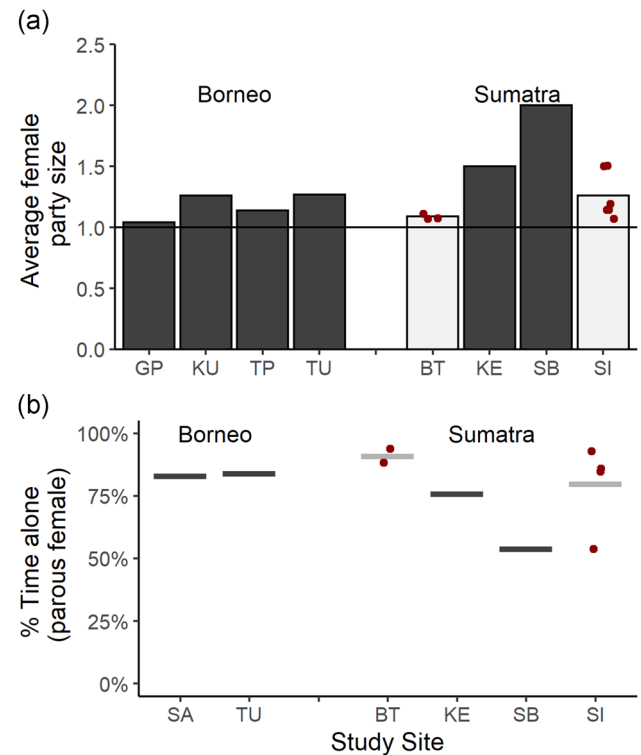 (a)
Average female
party size
2.5
2.0
1.5
1.0
0.5
0.0
Borneo Sumatra
GP KU TP TU BT KE SB SI
(b)
% Time alone
(parous female)
100%
75%
50%
25%
0%
Borneo Sumatra
SA TU BT KE SB SI
Study Site